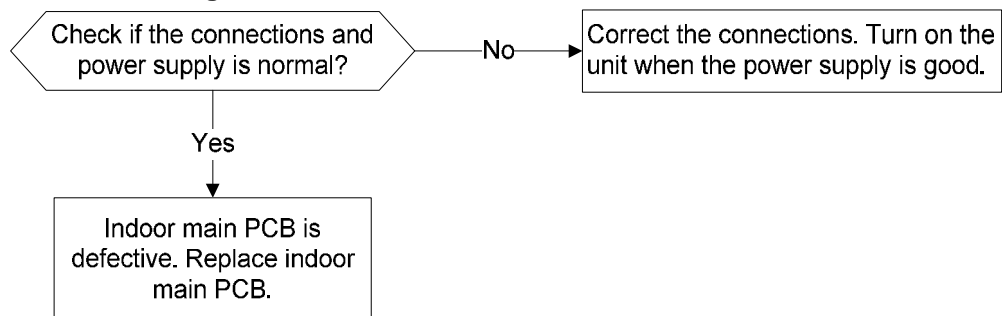 Check if the connections and
power supply is normal?
No
Correct the connections. Turn on the
unit when the power supply is good.
Yes
Indoor main PCB is
defective. Replace indoor
main PCB.